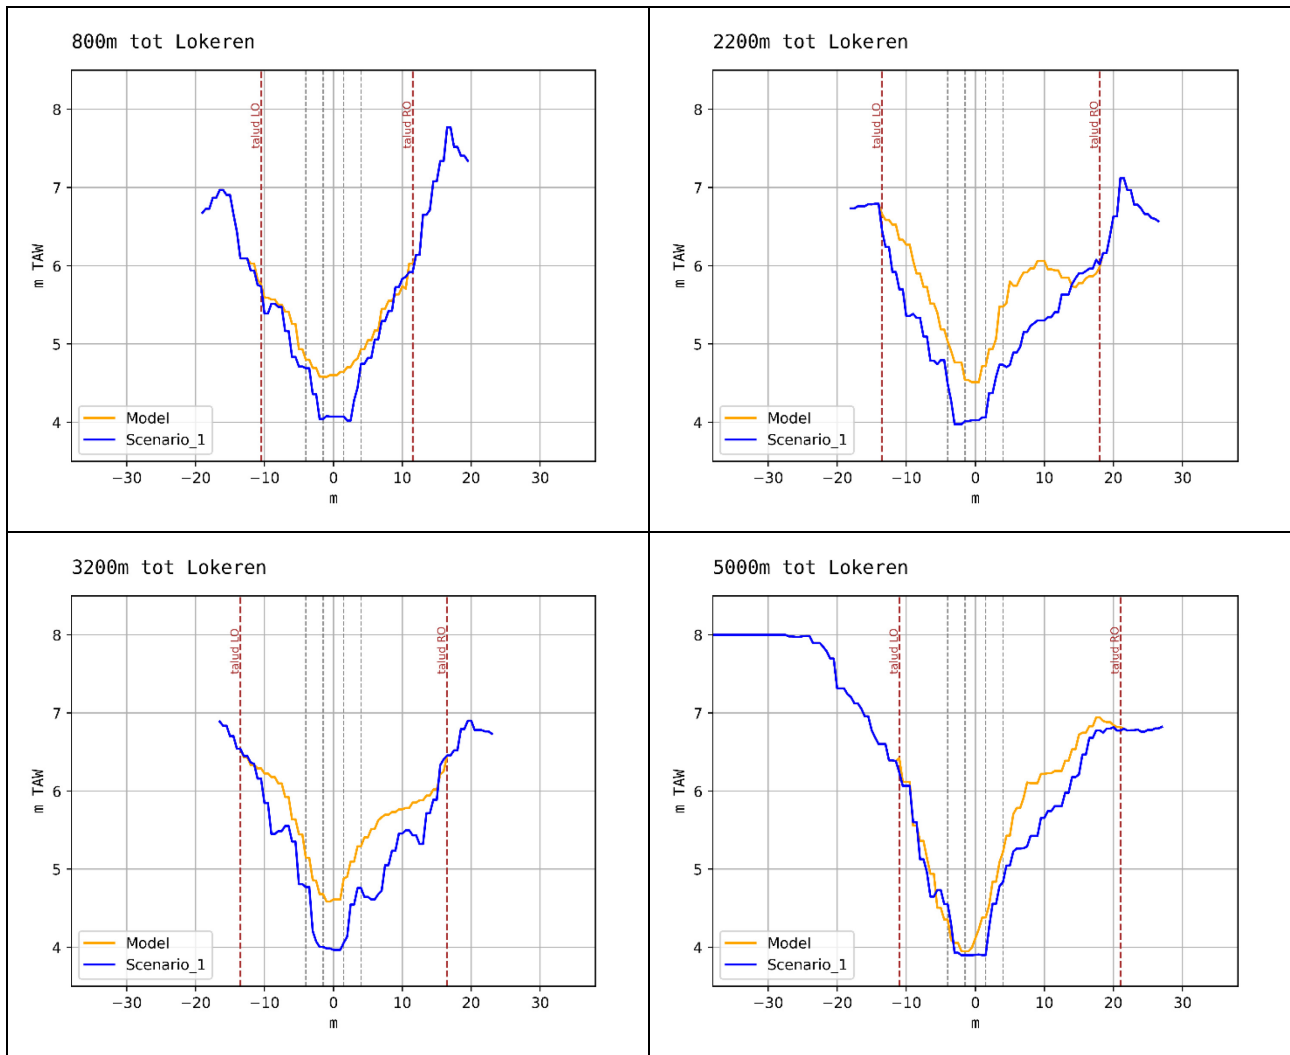 800m tot Lokeren
8
7
6
5
4
m TAW
talud LO
talud RO
Model
Scenario_1
−30
−20
−10
0
10
20
30
m
2200m tot Lokeren
8
7
6
5
4
m TAW
talud LO
talud RO
Model
Scenario_1
−30
−20
−10
0
10
20
30
m
3200m tot Lokeren
8
7
6
5
4
m TAW
talud LO
talud RO
Model
Scenario_1
−30
−20
−10
0
10
20
30
m
5000m tot Lokeren
8
7
6
5
4
m TAW
talud LO
talud RO
Model
Scenario_1
−30
−20
−10
0
10
20
30
m